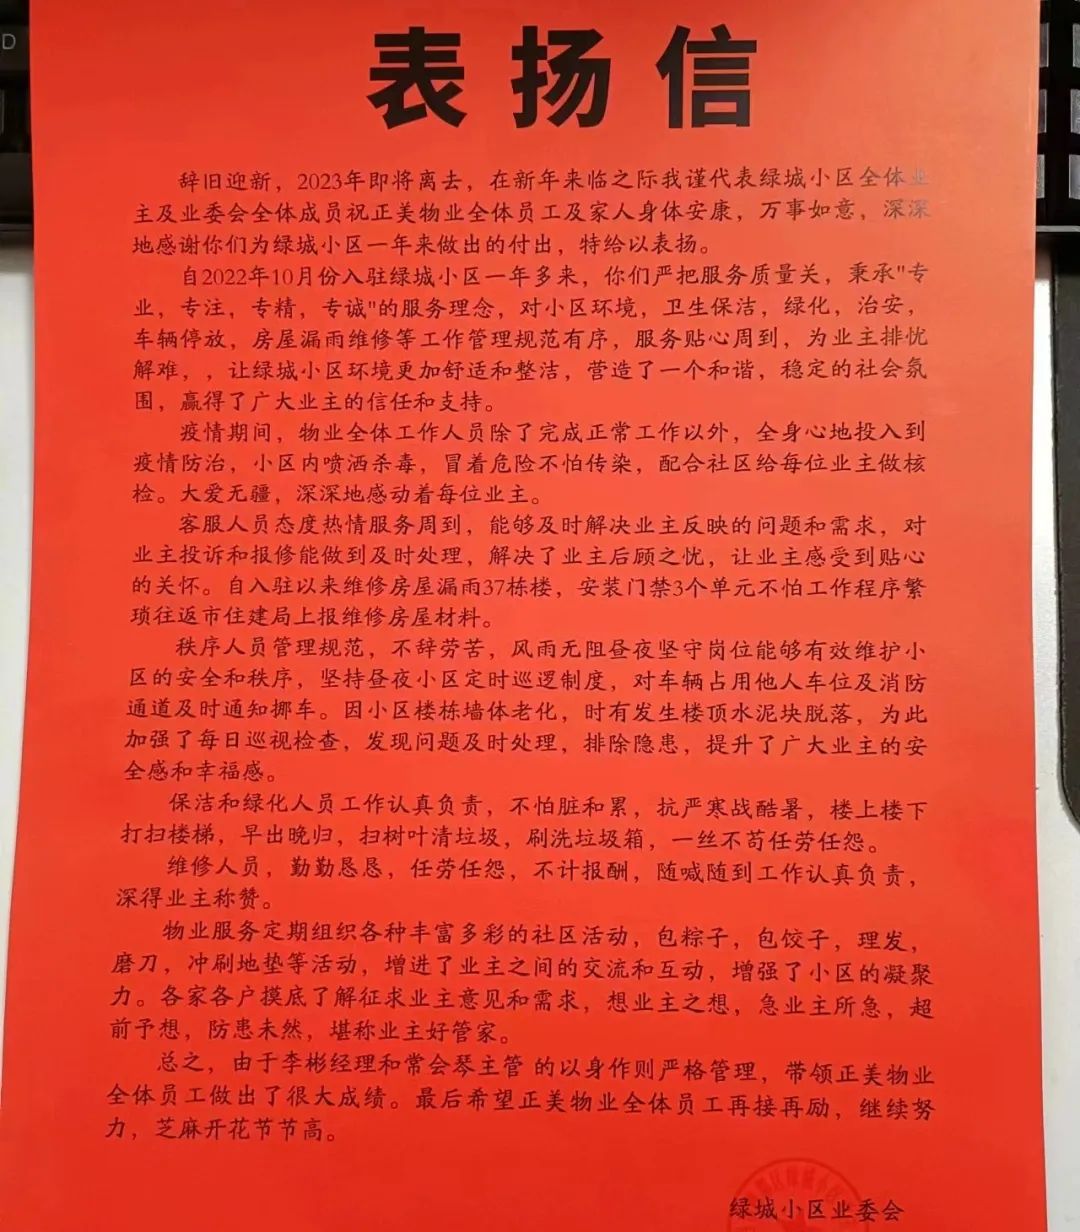 表扬信
辞旧迎新，2023年即将离去，在新年来临之际我谨代表绿城小区全体业
主及业委会全体成员祝正美物业全体员工及家人身体安康，万事如意，深深
地感谢你们为绿城小区一年来做出的付出，特给以表扬。
自2022年10月份入驻绿城小区一年多来，你们严把服务质量关，秉承"专
业，专注，专精，专诚"的服务理念，对小区环境，卫生保洁，绿化，治安，
车辆停放，房屋漏雨维修等工作管理规范有序，服务贴心周到，为业主排忧
解难，，让绿城小区环境更加舒适和整洁，营造了一个和谐，稳定的社会氛
围，赢得了广大业主的信任和支持。
疫情期间，物业全体工作人员除了完成正常工作以外，全身心地投入到
疫情防治，小区内喷洒杀毒，冒着危险不怕传染，配合社区给每位业主做核
检。大爱无疆，深深地感动着每位业主。
客服人员态度热情服务周到，能够及时解决业主反映的问题和需求，对
业主投诉和报修能做到及时处理，解决了业主后顾之忧，让业主感受到贴心
的关怀。自入驻以来维修房屋漏雨37栋楼，安装门禁3个单元不怕工作程序繁
琐往返市住建局上报维修房屋材料。
秩序人员管理规范，不辞劳苦，风雨无阻昼夜坚守岗位能够有效维护小
区的安全和秩序，坚持昼夜小区定时巡逻制度，对车辆占用他人车位及消防
通道及时通知挪车。因小区楼栋墙体老化，时有发生楼顶水泥块脱落，为此
加强了每日巡视检查，发现问题及时处理，排除隐患，提升了广大业主的安
全感和幸福感。
保洁和绿化人员工作认真负责，不怕脏和累，抗严寒战酷暑，楼上楼下
打扫楼梯，早出晚归，扫树叶清垃圾，刷洗垃圾箱，一丝不苟任劳任怨。
维修人员，勤勤恳恳，任劳任怨，不计报酬，随喊随到工作认真负责，
深得业主称赞。
物业服务定期组织各种丰富多彩的社区活动，包粽子，包饺子，理发，
磨刀，冲刷地垫等活动，增进了业主之间的交流和互动，增强了小区的凝聚
力。各家各户摸底了解征求业主意见和需求，想业主之想，急业主所急，超
前予想，防患未然，堪称业主好管家。
总之，由于李彬经理和常会琴主管 的以身作则严格管理，带领正美物业
全体员工做出了很大成绩。最后希望正美物业全体员工再接再励，继续努
力，芝麻开花节节高。
绿城小区业委会